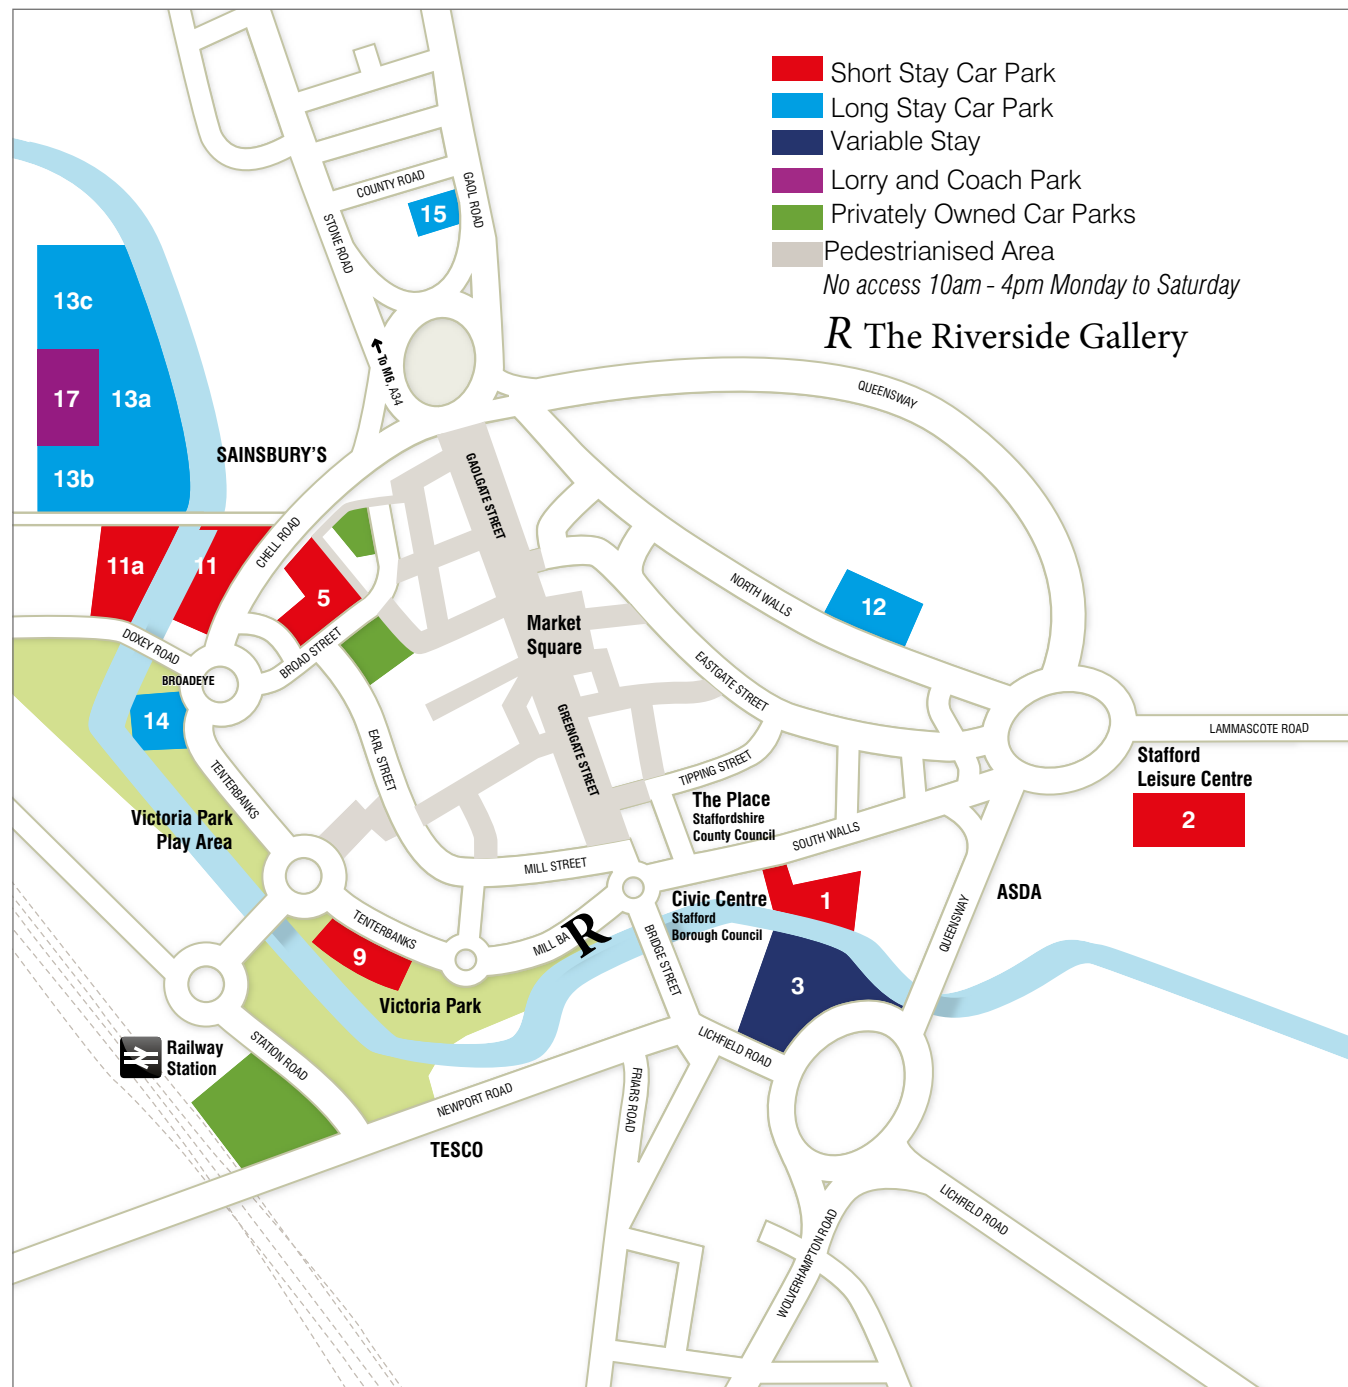 Short Stay Car Park
Long Stay Car Park
Variable Stay
Lorry and Coach Park
Privately Owned Car Parks
Pedestrianised Area
No access 10am - 4pm Monday to Saturday
R The Riverside Gallery
COUNTY ROAD
GAOL ROAD
15
STONE ROAD
13c
To M6, A34
QUEENSWAY
17
13a
SAINSBURY'S
13b
GAOLGATE STREET
CHELL ROAD
11a
11
5
NORTH WALLS
12
Market
Square
DOXEY ROAD
BROAD STREET
BROADEYE
EASTGATE STREET
14
GREENGATE STREET
EARL STREET
LAMMASCOTE ROAD
Stafford
Leisure Centre
2
TENTERBANKS
TIPPING STREET
The Place
Staffordshire
County Council
Victoria Park
Play Area
SOUTH WALLS
MILL STREET
ASDA
Civic Centre
Stafford
Borough Council
1
TENTERBANKS
MILL BA
R
BRIDGE STREET
QUEENSWAY
9
3
Victoria Park
Railway
Station
STATION ROAD
LICHFIELD ROAD
NEWPORT ROAD
FRIARS ROAD
TESCO
LICHFIELD ROAD
WOLVERHAMPTON ROAD